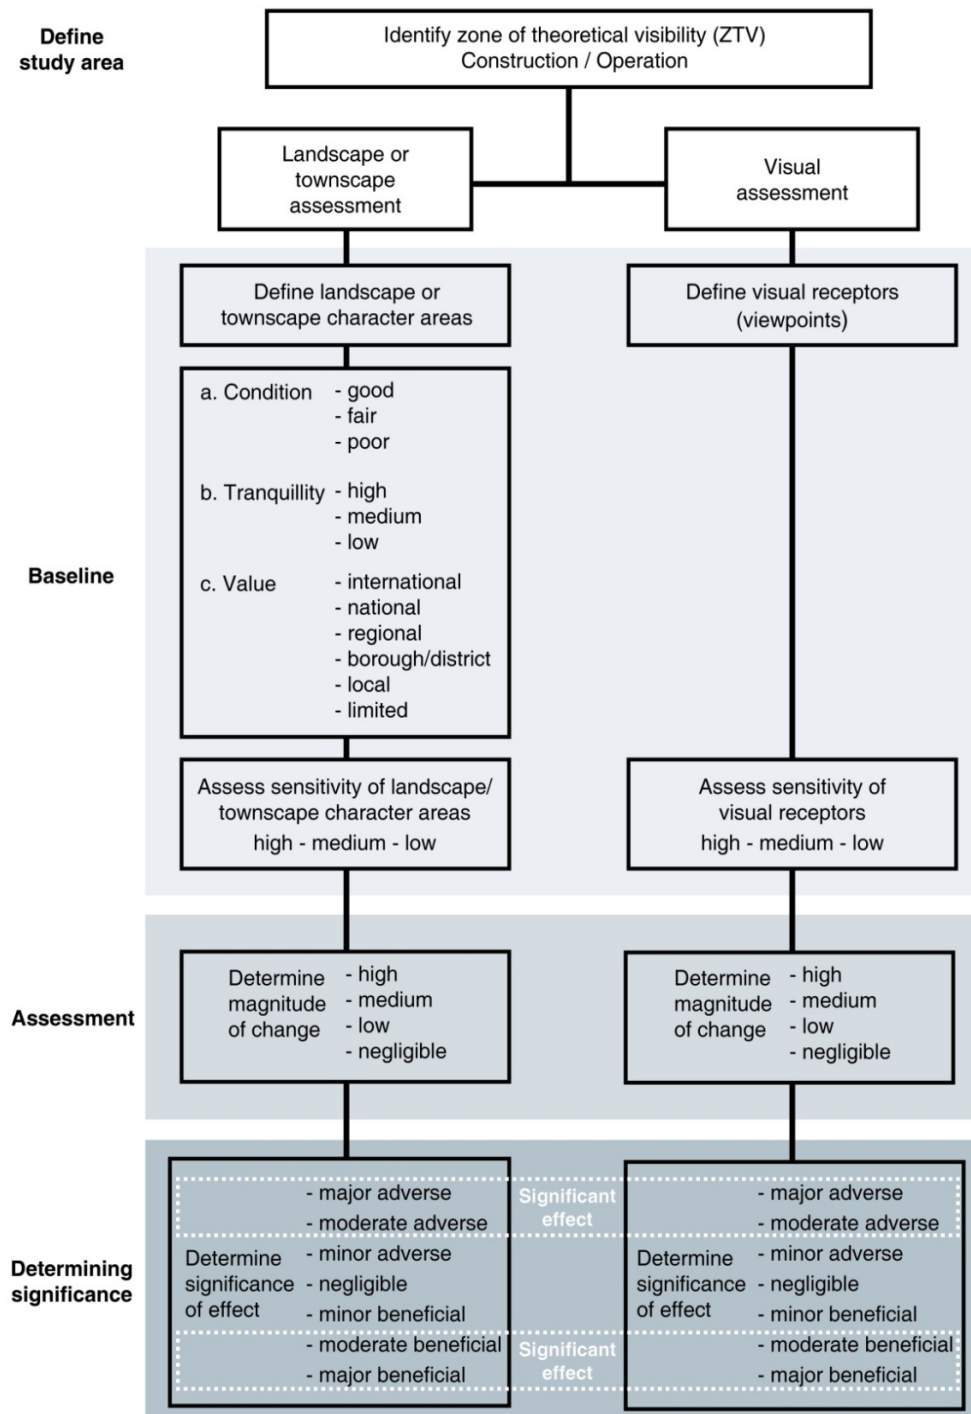 Define
study area
Identify zone of theoretical visibility (ZTV)
Construction / Operation
Landscape or
townscape
assessment
Visual
assessment
Baseline
Define landscape or
townscape character areas
Define visual receptors
(viewpoints)
a. Condition - good
- fair
- poor
b. Tranquillity - high
- medium
- low
c. Value - international
- national
- regional
- borough/district
- local
- limited
Assess sensitivity of landscape/
townscape character areas
high - medium - low
Assess sensitivity of
visual receptors
high - medium - low
Assessment
Determine
magnitude
of change
- high
- medium
- low
- negligible
Determine
magnitude
of change
- high
- medium
- low
- negligible
Determining
significance
Determine
significance
of effect
- major adverse
- moderate adverse
- minor adverse
- negligible
- minor beneficial
- moderate beneficial
- major beneficial
Significant
effect
Significant
effect
Determine
significance
of effect
- major adverse
- moderate adverse
- minor adverse
- negligible
- minor beneficial
- moderate beneficial
- major beneficial